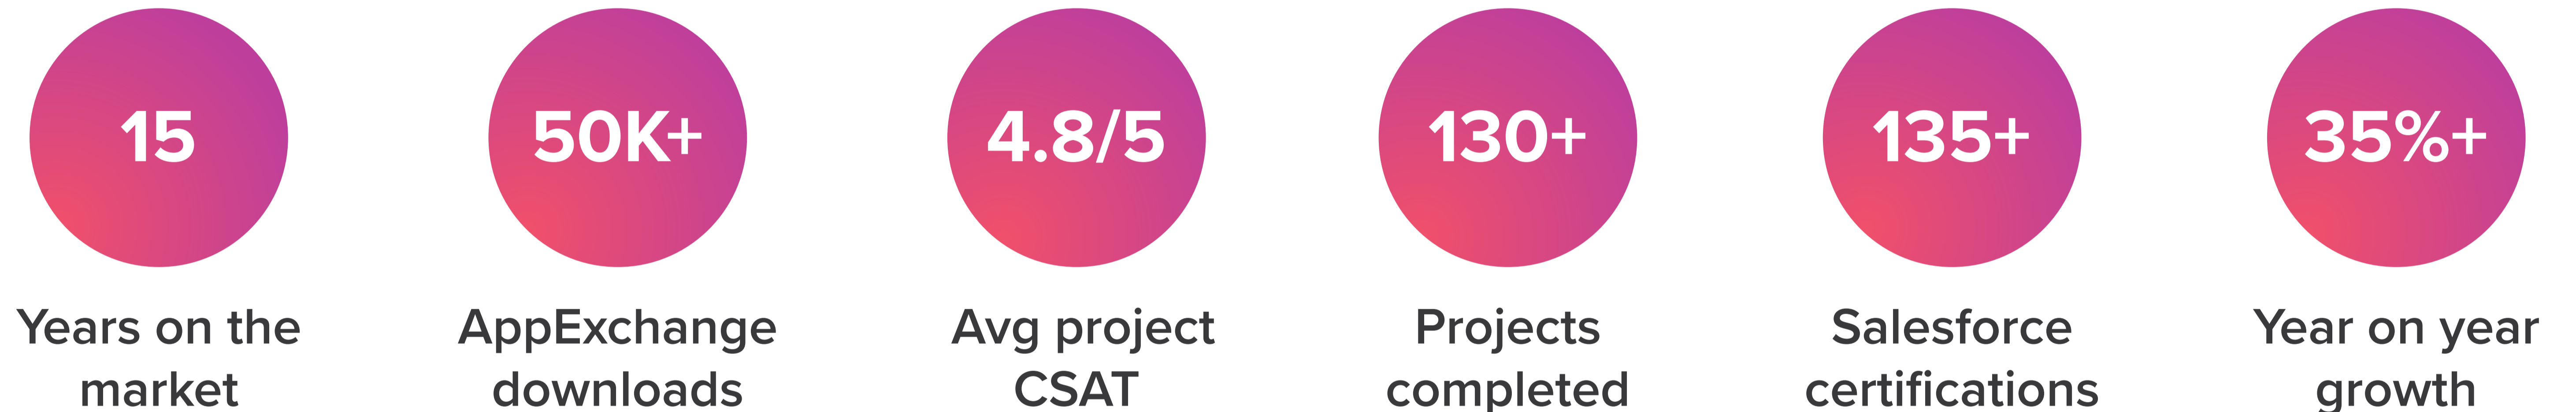 15
Years on the
market
50K+
AppExchange
downloads
4.8/5
Avg project
CSAT
130+
Projects
completed
135+
Salesforce
certifications
35%+
Year on year
growth